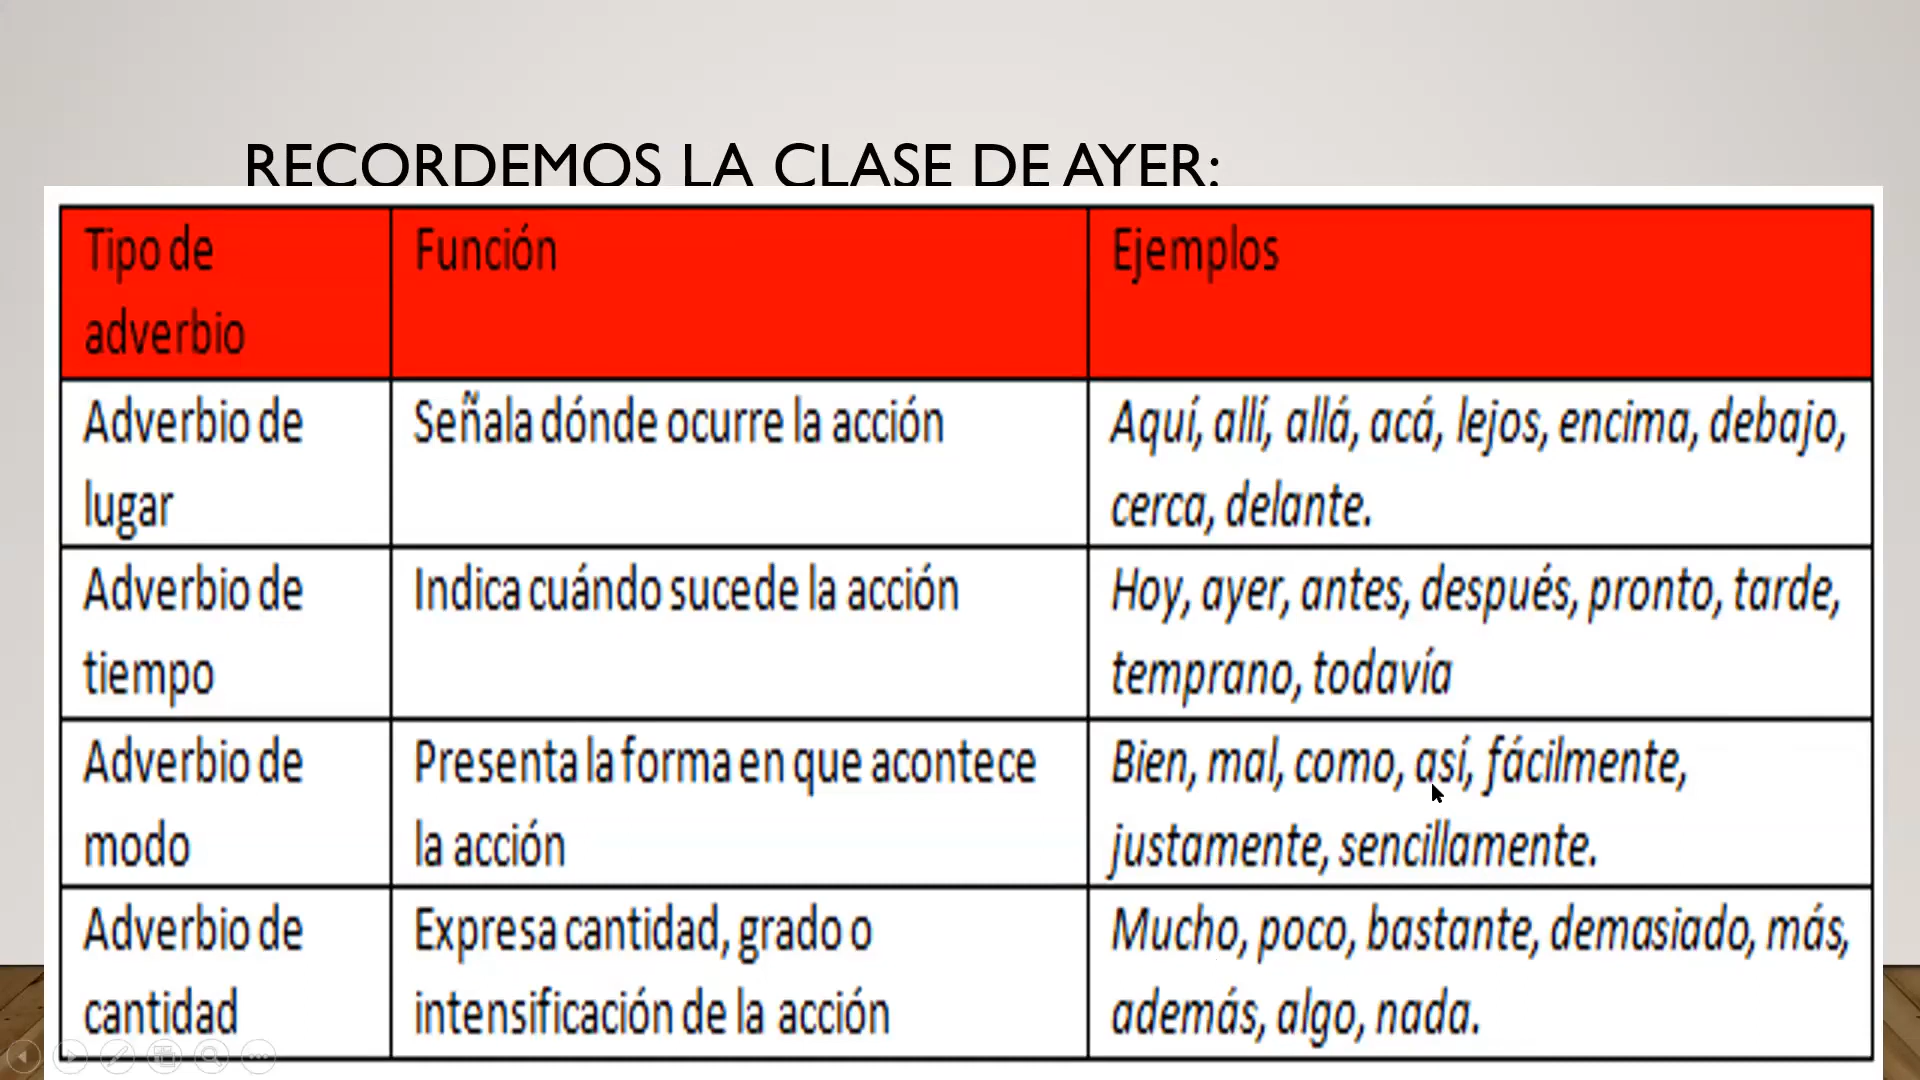 RECORDEMOS LA CLASE DE AYER:
Tipo de
adverbio
Función
Ejemplos
Adverbio de
lugar
Señala dónde ocurre la acción
Aquí, allí, allá, acá, lejos, encima, debajo,
cerca, delante.
Adverbio de
tiempo
Indica cuándo sucede la acción
Hoy, ayer, antes, después, pronto, tarde,
temprano, todavía
Adverbio de
modo
Presenta la forma en que acontece
la acción
Bien, mal, como, así, fácilmente,
justamente, sencillamente.
Adverbio de
cantidad
Expresa cantidad, grado o
intensificación de la acción
Mucho, poco, bastante, demasiado, más,
además, algo, nada.